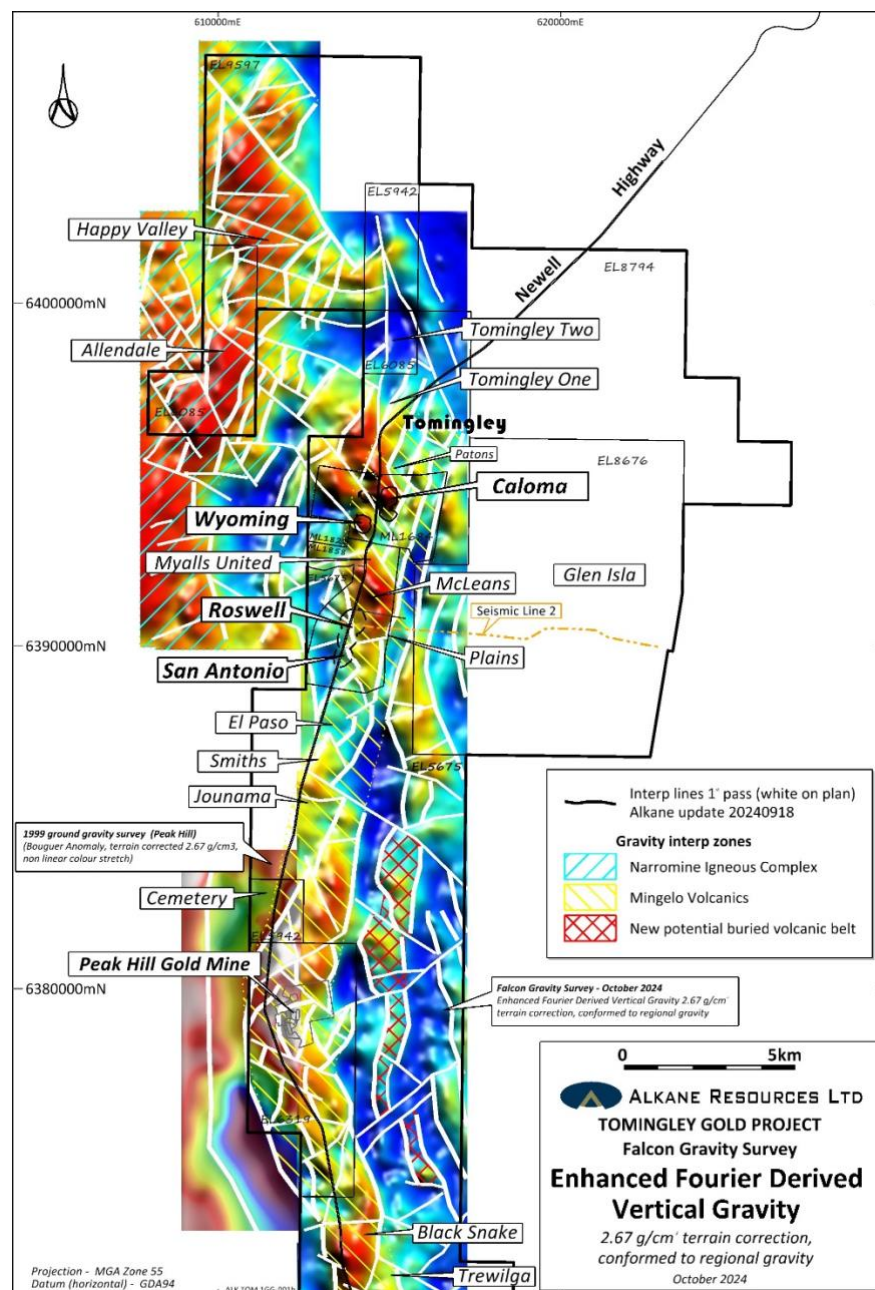 610000mE
620000mE
EL9597
Highway
EL5942
Happy Valley
EL8794
Newell
6400000mN
Tomingley Two
Allendale
EL6085
Tomingley One
Tomingley
Patons
EL8676
Caloma
Wyoming
ML1684
ML1858
Myalls United
Glen Isla
McLeans
Roswell
Seismic Line 2
6390000mN
Plains
San Antonio
El Paso
Smiths
EL5675
Jounama
Interp lines 1st pass (white on plan)
Alkane update 20240918
Gravity interp zones
Narromine Igneous Complex
Mingelo Volcanics
New potential buried volcanic belt
1999 ground gravity survey (Peak Hill)
(Bouguer Anomaly, terrain corrected 2.67 g/cm3,
non linear colour stretch)
Cemetery
EL5942
Peak Hill Gold Mine
6380000mN
Falcon Gravity Survey - October 2024
Enhanced Fourier Derived Vertical Gravity 2.67 g/cm³
terrain correction, conformed to regional gravity
0 5km
ALKANE RESOURCES LTD
TOMINGLEY GOLD PROJECT
Falcon Gravity Survey
Enhanced Fourier Derived
Vertical Gravity
2.67 g/cm³ terrain correction,
conformed to regional gravity
October 2024
EL6319
Black Snake
Trewilga
Projection - MGA Zone 55
Datum (horizontal) - GDA94